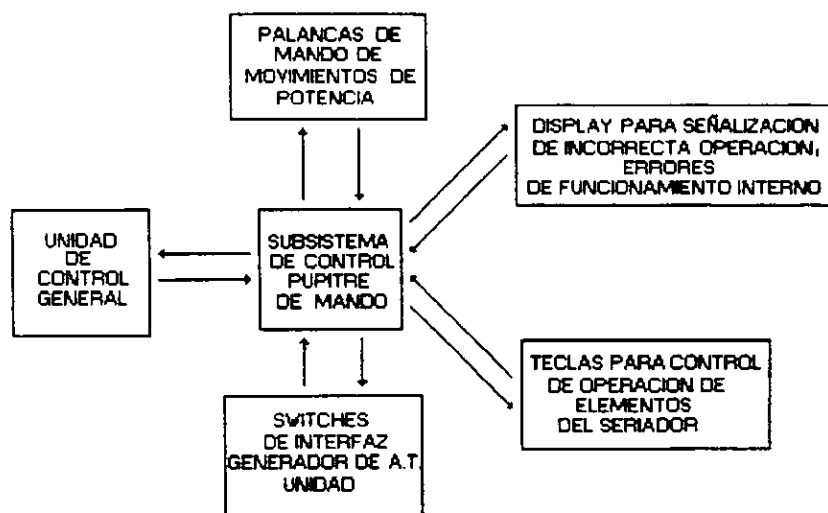 PALANCAS DE
MANDO DE
MOVIMIENTOS DE
POTENCIA
DISPLAY PARA SEÑALIZACION
DE INCORRECTA OPERACION,
ERRORES
DE FUNCIONAMIENTO INTERNO
UNIDAD
DE
CONTROL
GENERAL
SUBSISTEMA
DE CONTROL
PUPITRE
DE MANDO
TECLAS PARA CONTROL
DE OPERACION DE
ELEMENTOS
DEL SERIADOR
SWITCHES
DE INTERFAZ
GENERADOR DE A.T.
UNIDAD